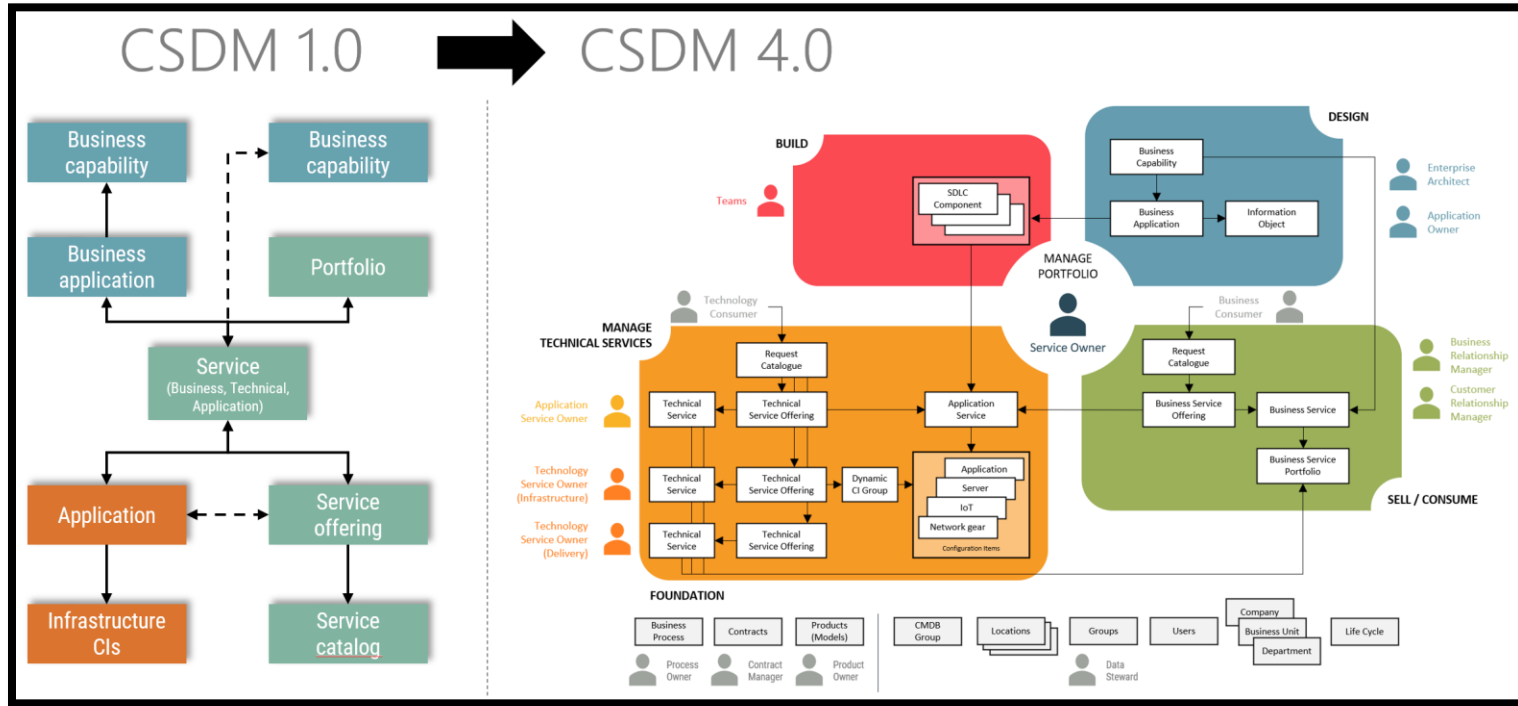 CSDM 1.0
CSDM 4.0
Business
capability
Business
capability
Business
application
Portfolio
Service
(Business, Technical,
Application)
Application
Service
offering
Infrastructure
CIs
Service
catalog
BUILD
Teams
SDLC
Component
DESIGN
Business
Capability
Business
Application
Information
Object
Enterprise
Architect
Application
Owner
MANAGE
PORTFOLIO
Service Owner
Technology
Consumer
Business
Consumer
MANAGE
TECHNICAL SERVICES
Request
Catalogue
Application
Service Owner
Technical
Service
Technical
Service Offering
Application
Service
Technology
Service Owner
(Infrastructure)
Technical
Service
Technical
Service Offering
Dynamic
CI Group
Application
Server
IoT
Network gear
Configuration Items
Technology
Service Owner
(Delivery)
Technical
Service
Technical
Service Offering
Request
Catalogue
Business Service
Offering
Business Service
Business Service
Portfolio
Business
Relationship
Manager
Customer
Relationship
Manager
SELL / CONSUME
FOUNDATION
Business
Process
Contracts
Products
(Models)
Process
Owner
Contract
Manager
Product
Owner
CMDB
Group
Locations
Groups
Users
Company
Business Unit
Department
Life Cycle
Data
Steward